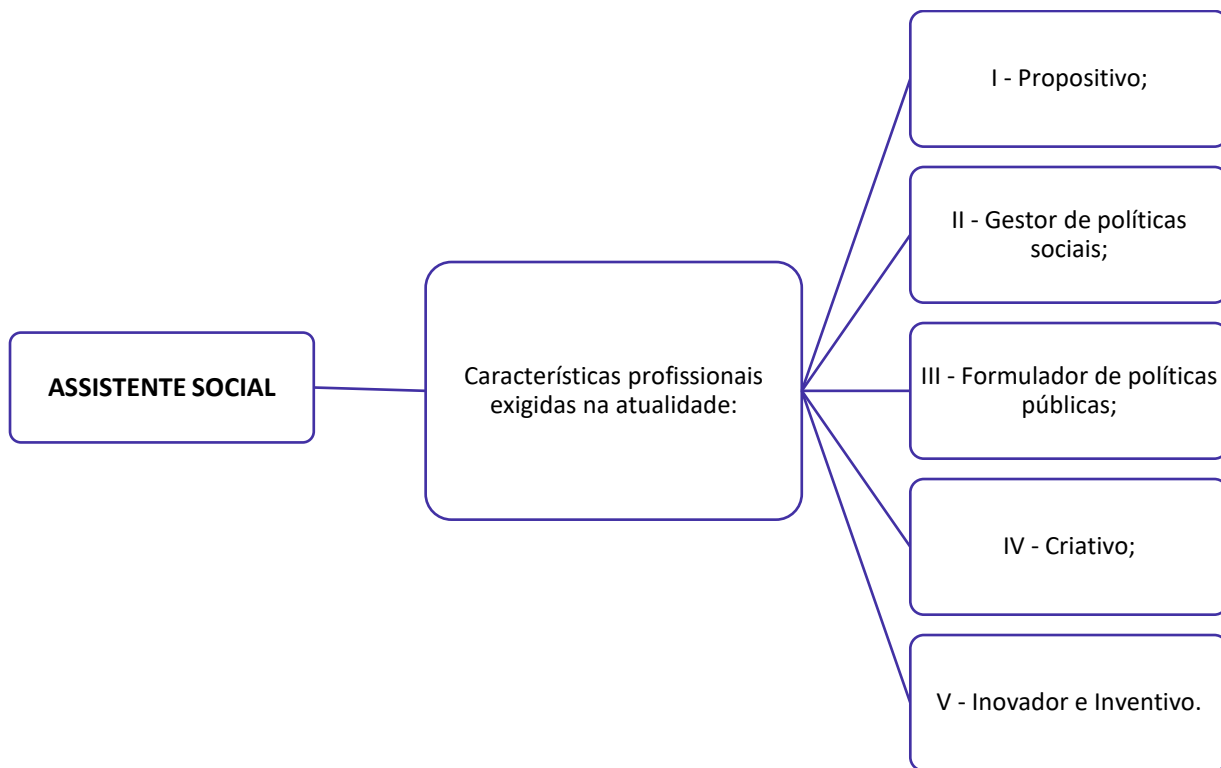 ASSISTENTE SOCIAL
Características profissionais
exigidas na atualidade:
I - Propositivo;
II - Gestor de políticas
sociais;
III - Formulador de políticas
públicas;
IV - Criativo;
V - Inovador e Inventivo.